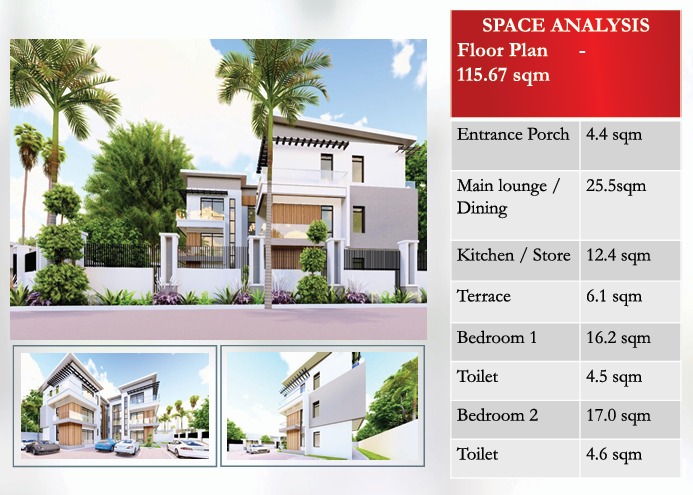 SPACE ANALYSIS
Floor Plan -
115.67 sqm
Entrance Porch 4.4 sqm
Main lounge / 25.5sqm
Dining
Kitchen / Store 12.4 sqm
Terrace 6.1 sqm
Bedroom 1 16.2 sqm
Toilet 4.5 sqm
Bedroom 2 17.0 sqm
Toilet 4.6 sqm